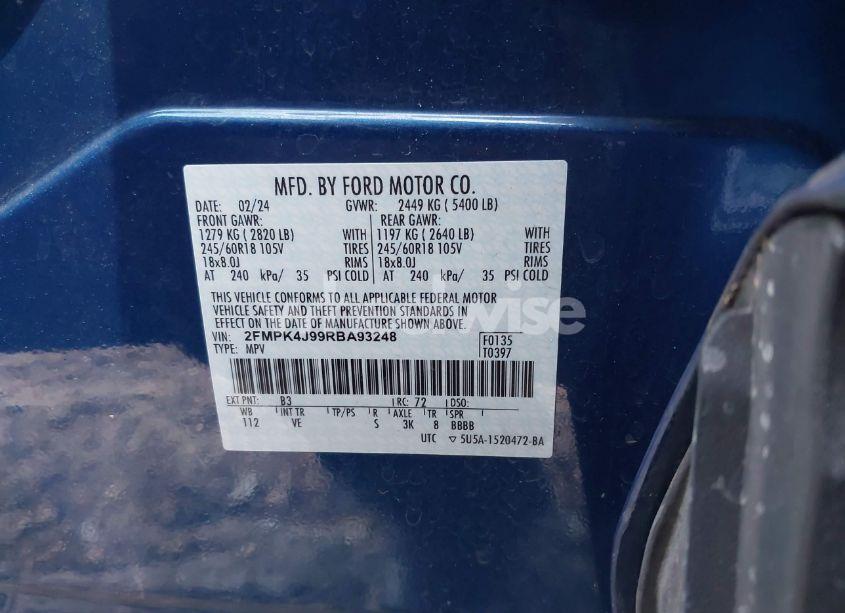 MFD. BY FORD MOTOR CO.
DATE: 02/24 GVWR: 2449 KG ( 5400 LB)
FRONT GAWR: REAR GAWR:
1279 KG ( 2820 LB) WITH 1197 KG ( 2640 LB) WITH
245/60R18 105V TIRES 245/60R18 105V TIRES
18x8.0J RIMS 18x8.0J RIMS
AT 240 kPa/ 35 PSI COLD AT 240 kPa/ 35 PSI COLD
THIS VEHICLE CONFORMS TO ALL APPLICABLE FEDERAL MOTOR
VEHICLE SAFETY AND THEFT PREVENTION STANDARDS IN
EFFECT ON THE DATE OF MANUFACTURE SHOWN ABOVE.
VIN: 2FMPK4J99RBA93248 F0135
TYPE: MPV T0397
EXT PNT: B3 RC: 72 DSO:
WB INT TR TP/PS R AXLE TR SPR
112 VE S 3K 8 BBBB
UTC ▽ 5U5A-1520472-BA